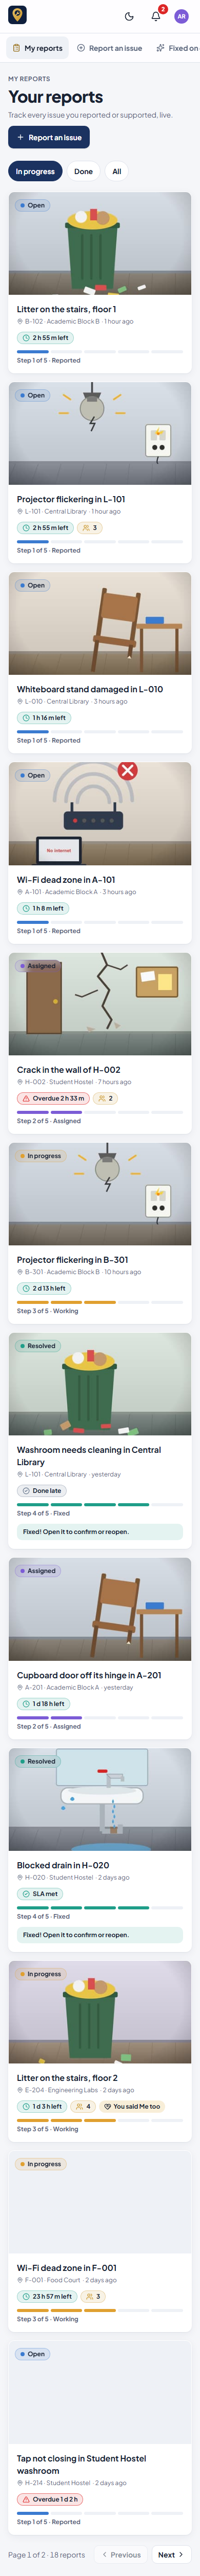 2
AR
My reports
Report an issue
Fixed on
MY REPORTS
Your reports
Track every issue you reported or supported, live.
+ Report an issue
In progress
Done
All
Open
Litter on the stairs, floor 1
B-102 · Academic Block B · 1 hour ago
2 h 55 m left
Step 1 of 5 · Reported
Open
Projector flickering in L-101
L-101 · Central Library · 1 hour ago
2 h 55 m left
3
Step 1 of 5 · Reported
Open
Whiteboard stand damaged in L-010
L-010 · Central Library · 3 hours ago
1 h 16 m left
Step 1 of 5 · Reported
Open
No internet
Wi-Fi dead zone in A-101
A-101 · Academic Block A · 3 hours ago
1 h 8 m left
Step 1 of 5 · Reported
Assigned
Crack in the wall of H-002
H-002 · Student Hostel · 7 hours ago
Overdue 2 h 33 m
2
Step 2 of 5 · Assigned
In progress
Projector flickering in B-301
B-301 · Academic Block B · 10 hours ago
2 d 13 h left
Step 3 of 5 · Working
Resolved
Washroom needs cleaning in Central
Library
L-101 · Central Library · yesterday
Done late
Step 4 of 5 · Fixed
Fixed! Open it to confirm or reopen.
Assigned
Cupboard door off its hinge in A-201
A-201 · Academic Block A · yesterday
1 d 18 h left
Step 2 of 5 · Assigned
Resolved
Blocked drain in H-020
H-020 · Student Hostel · 2 days ago
SLA met
Step 4 of 5 · Fixed
Fixed! Open it to confirm or reopen.
In progress
Litter on the stairs, floor 2
E-204 · Engineering Labs · 2 days ago
1 d 3 h left
4
You said Me too
Step 3 of 5 · Working
In progress
Wi-Fi dead zone in F-001
F-001 · Food Court · 2 days ago
23 h 57 m left
3
Step 3 of 5 · Working
Open
Tap not closing in Student Hostel
washroom
H-214 · Student Hostel · 2 days ago
Overdue 1 d 2 h
Step 1 of 5 · Reported
Page 1 of 2 · 18 reports
Previous
Next